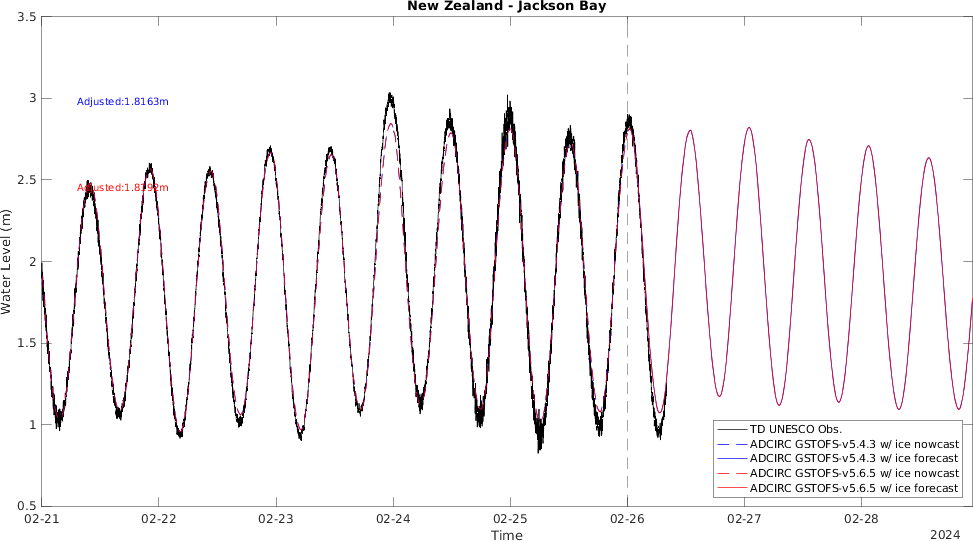 New Zealand - Jackson Bay
3.5
3
2.5
2
1.5
1
0.5
Water Level (m)
Adjusted:1.8163m
Adjusted:1.8192m
TD UNESCO Obs.
ADCIRC GSTOFS-v5.4.3 w/ ice nowcast
ADCIRC GSTOFS-v5.4.3 w/ ice forecast
ADCIRC GSTOFS-v5.6.5 w/ ice nowcast
ADCIRC GSTOFS-v5.6.5 w/ ice forecast
02-21 02-22 02-23 02-24 02-25 02-26 02-27 02-28
Time
2024